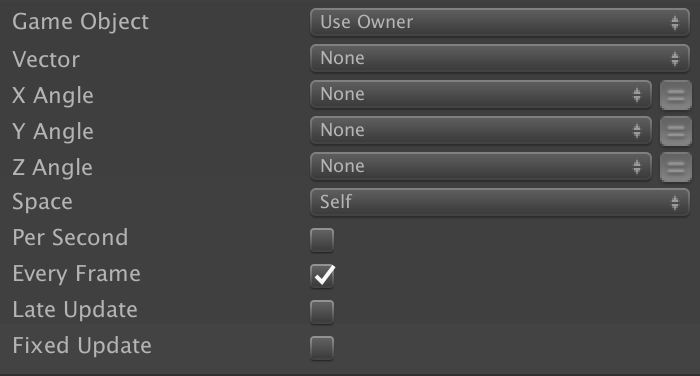 Game Object Use Owner
Vector None
X Angle None
Y Angle None
Z Angle None
Space Self
Per Second
Every Frame
Late Update
Fixed Update